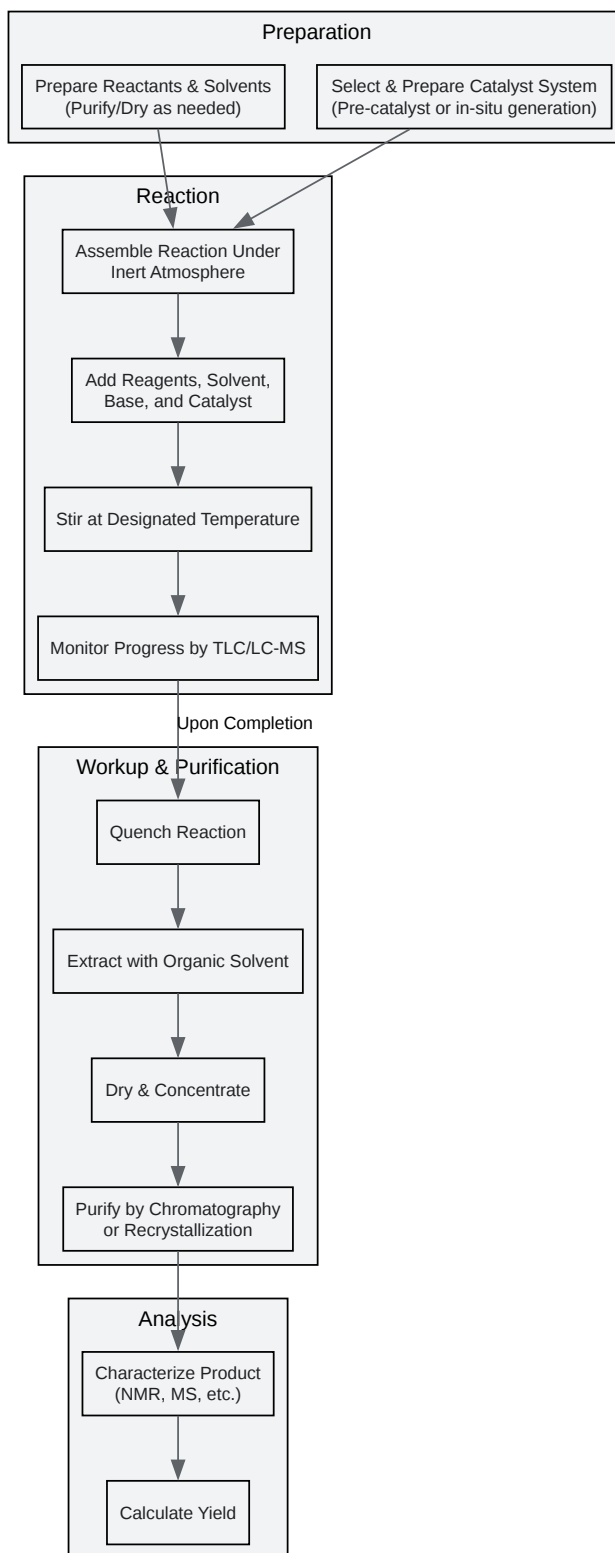 Preparation
Prepare Reactants & Solvents
(Purify/Dry as needed)
Select & Prepare Catalyst System
(Pre-catalyst or in-situ generation)
Reaction
Assemble Reaction Under
Inert Atmosphere
Add Reagents, Solvent,
Base, and Catalyst
Stir at Designated Temperature
Monitor Progress by TLC/LC-MS
Upon Completion
Workup & Purification
Quench Reaction
Extract with Organic Solvent
Dry & Concentrate
Purify by Chromatography
or Recrystallization
Analysis
Characterize Product
(NMR, MS, etc.)
Calculate Yield